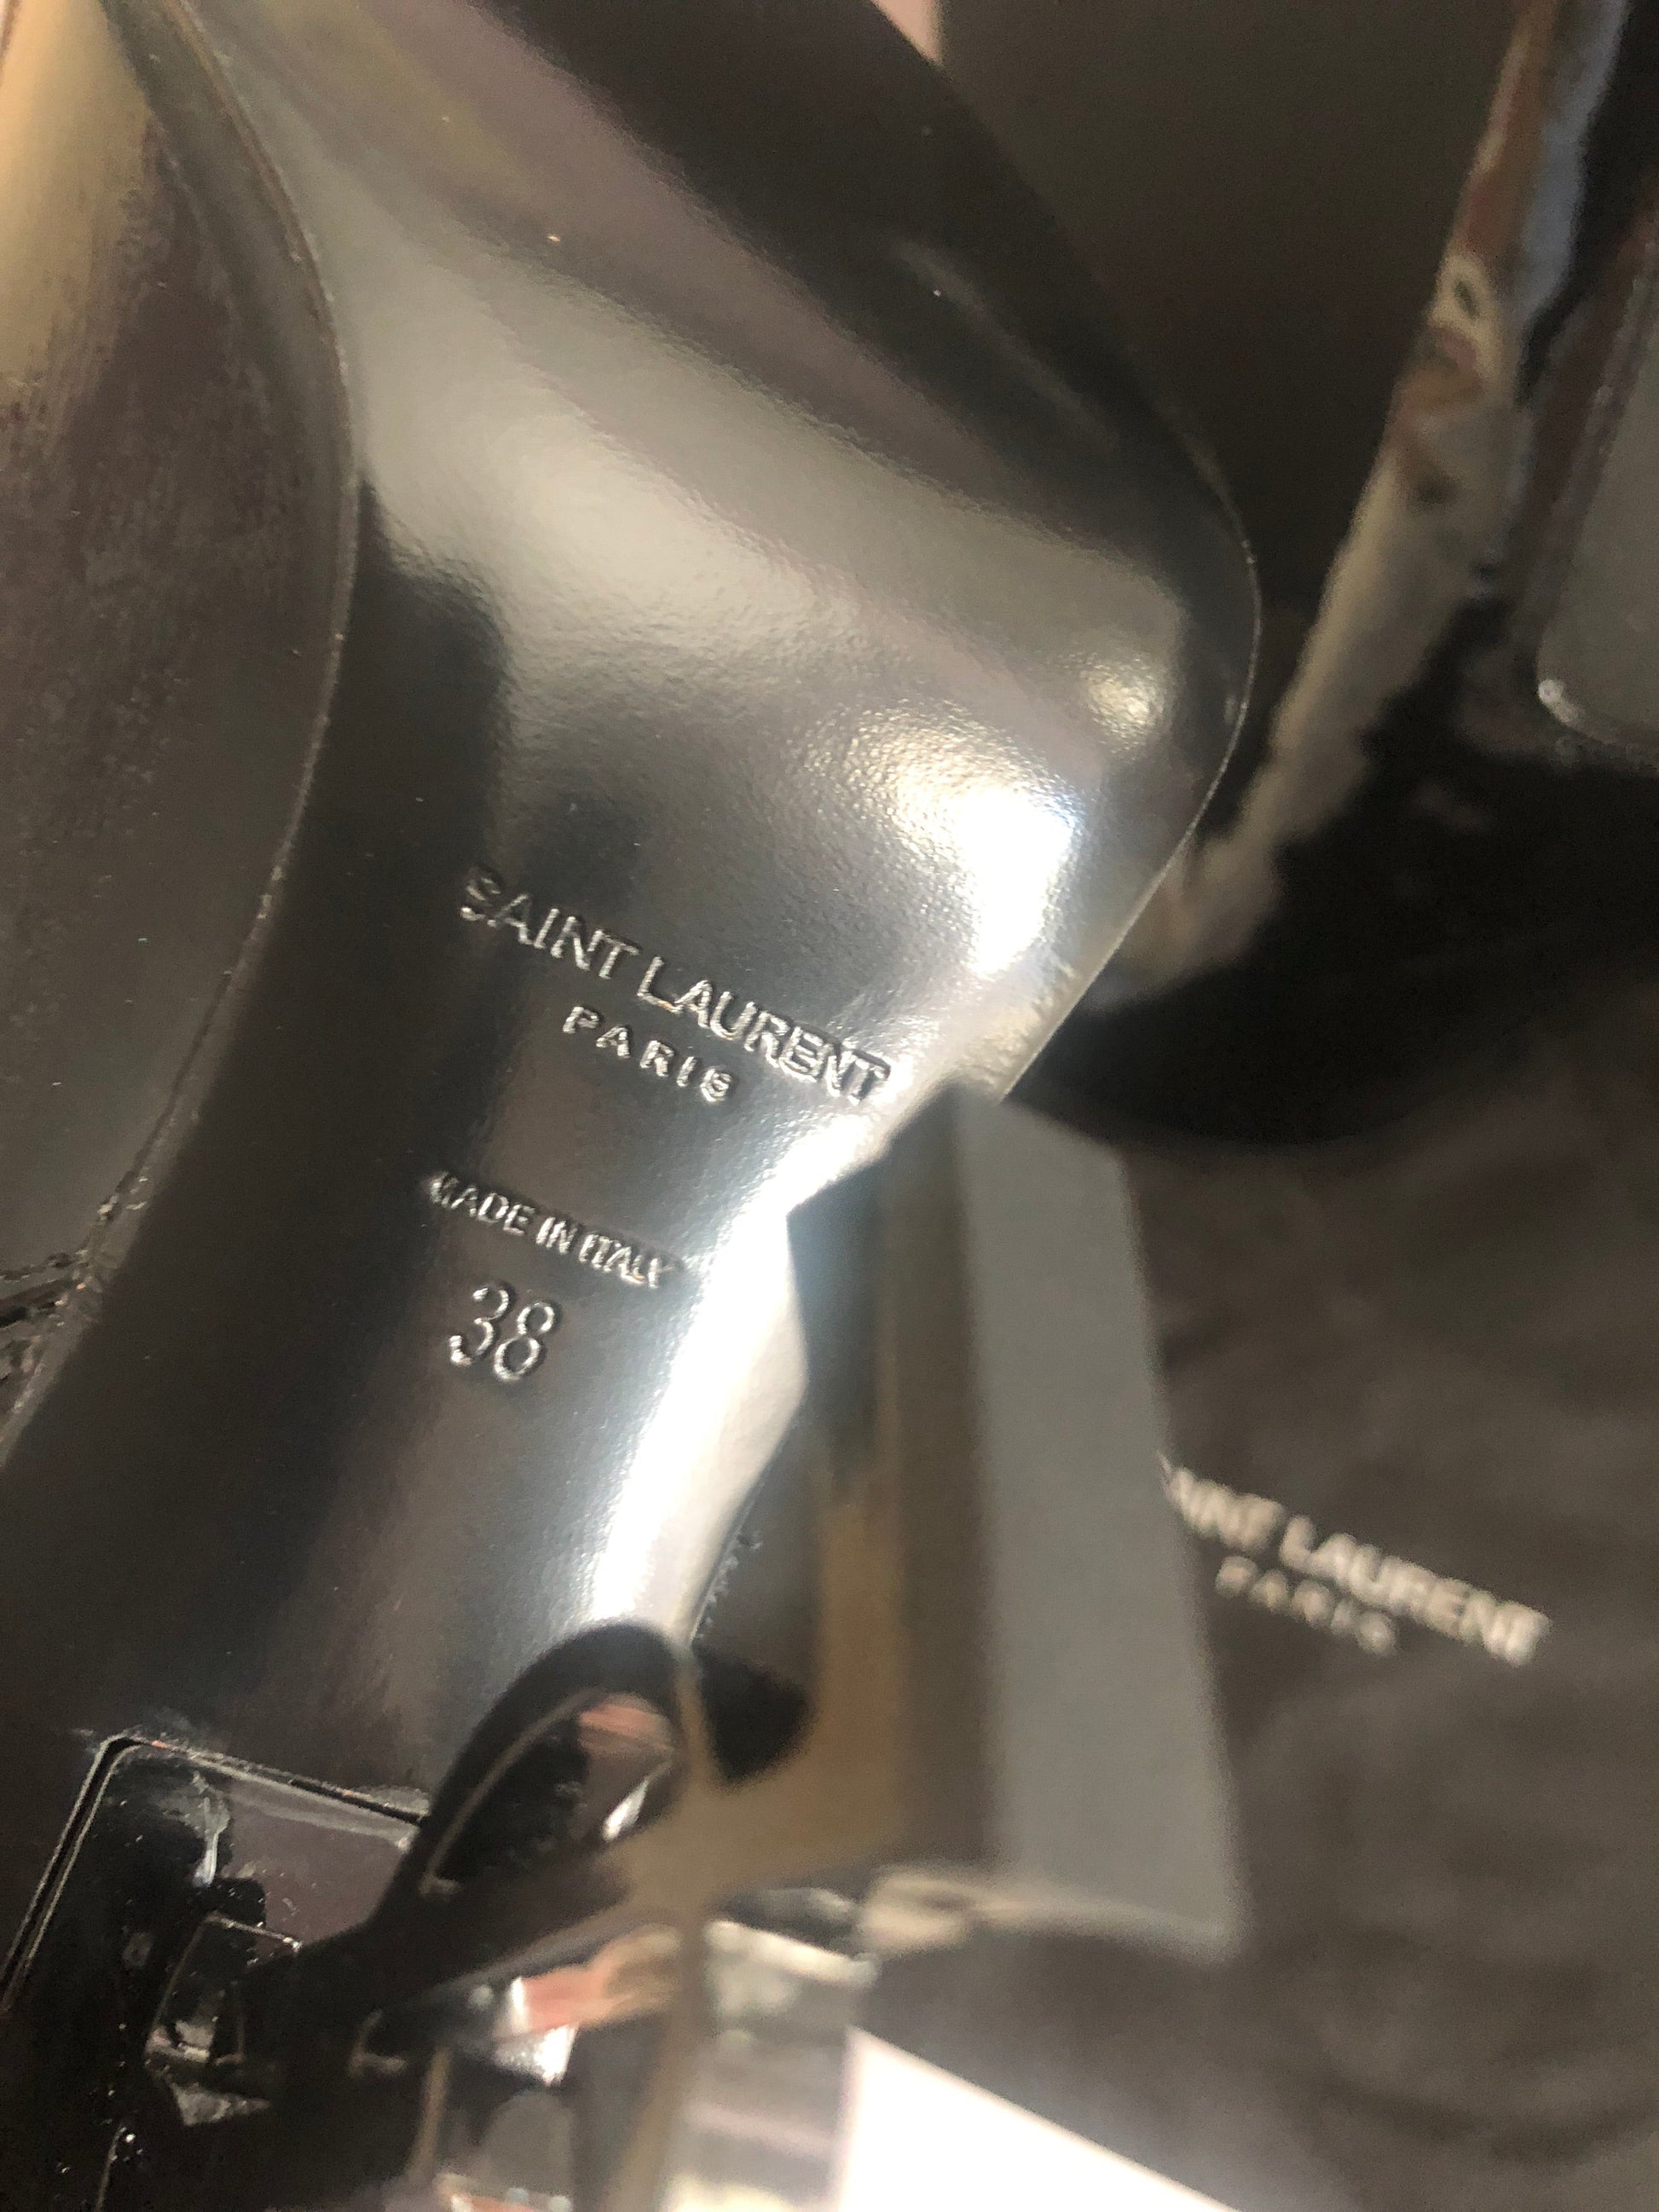 SAINT LAURENT
PARIS
MADE IN ITALY
38
SAINT LAURENT
PARIS